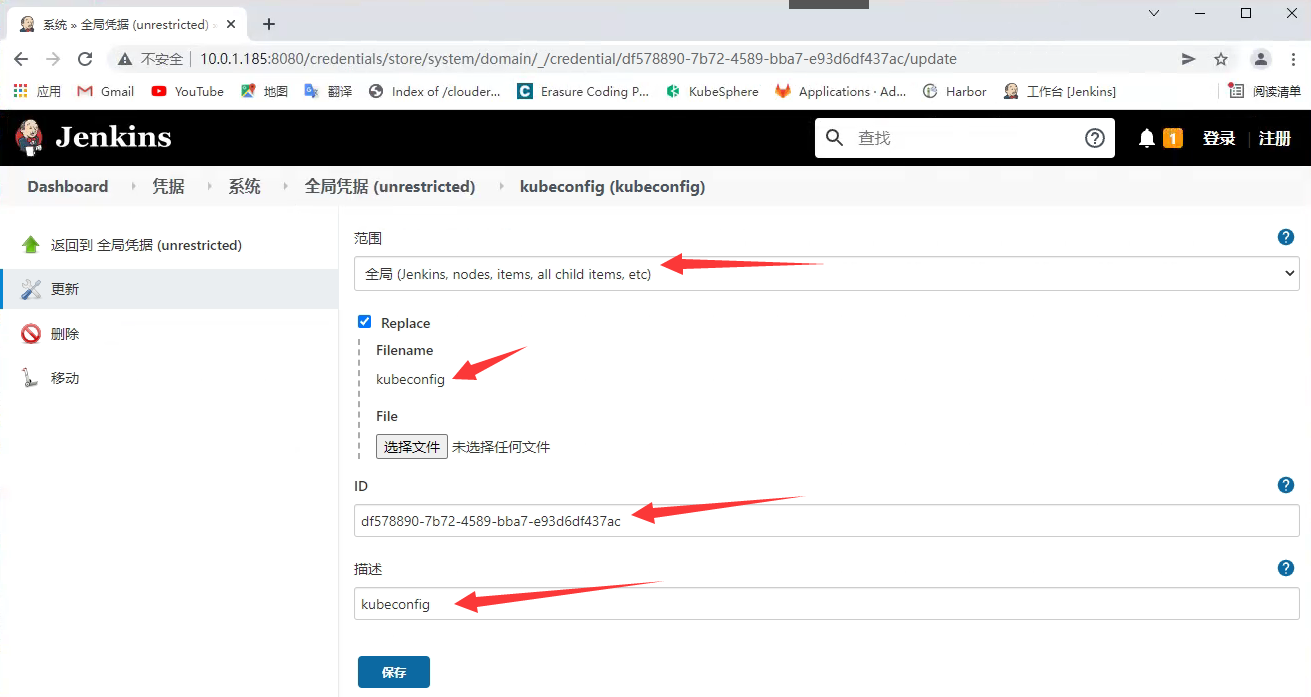 系统 » 全局凭据 (unrestricted)
不安全 | 10.0.1.185:8080/credentials/store/system/domain/_/credential/df578890-7b72-4589-bba7-e93d6df437ac/update
应用 Gmail YouTube 地图 翻译 Index of /clouder... Erasure Coding P... KubeSphere Applications · Ad... Harbor 工作台 [Jenkins] 阅读清单
Jenkins 查找 1 登录 注册
Dashboard 凭据 系统 全局凭据 (unrestricted) kubeconfig (kubeconfig)
返回到 全局凭据 (unrestricted)
更新
删除
移动
范围
全局 (Jenkins, nodes, items, all child items, etc)
Replace
Filename
kubeconfig
File
选择文件 未选择任何文件
ID
df578890-7b72-4589-bba7-e93d6df437ac
描述
kubeconfig
保存